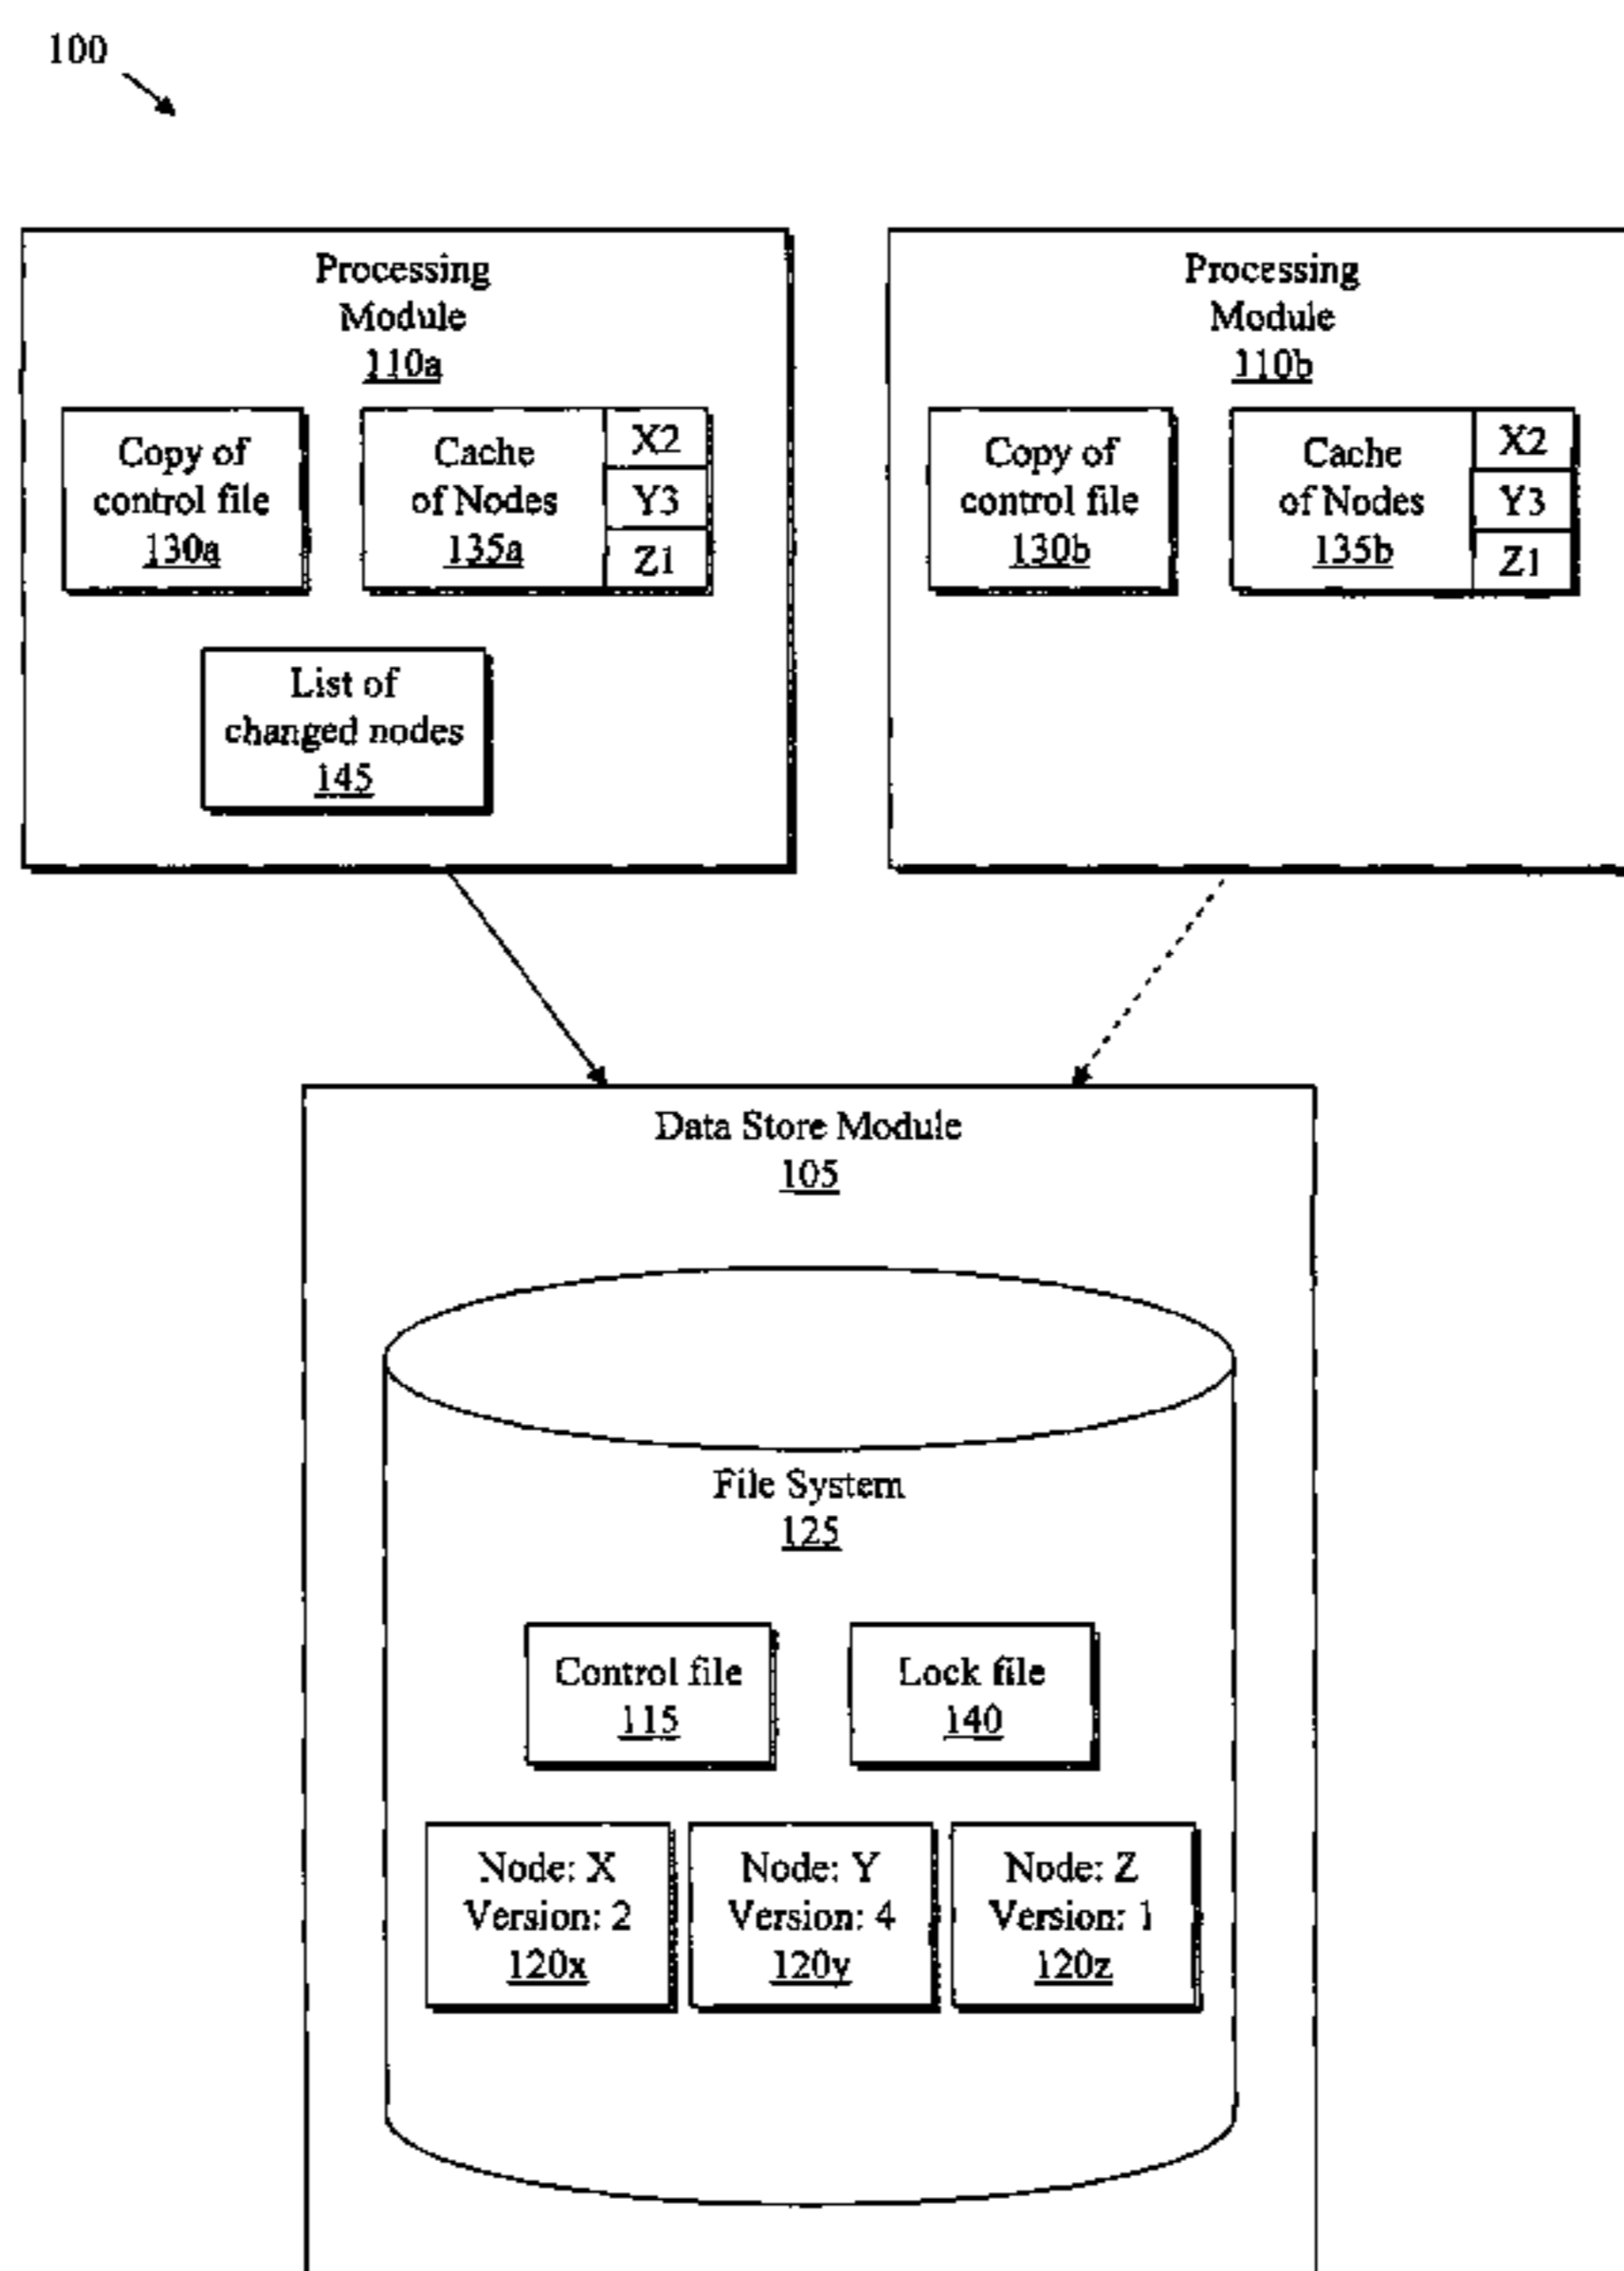 100
Processing
Module
110a
Copy of
control file
130a
Cache
of Nodes
135a
X2
Y3
Z1
List of
changed nodes
145
Processing
Module
110b
Copy of
control file
130b
Cache
of Nodes
135b
X2
Y3
Z1
Data Store Module
105
File System
125
Control file
115
Lock file
140
Node: X
Version: 2
120x
Node: Y
Version: 4
120y
Node: Z
Version: 1
120z